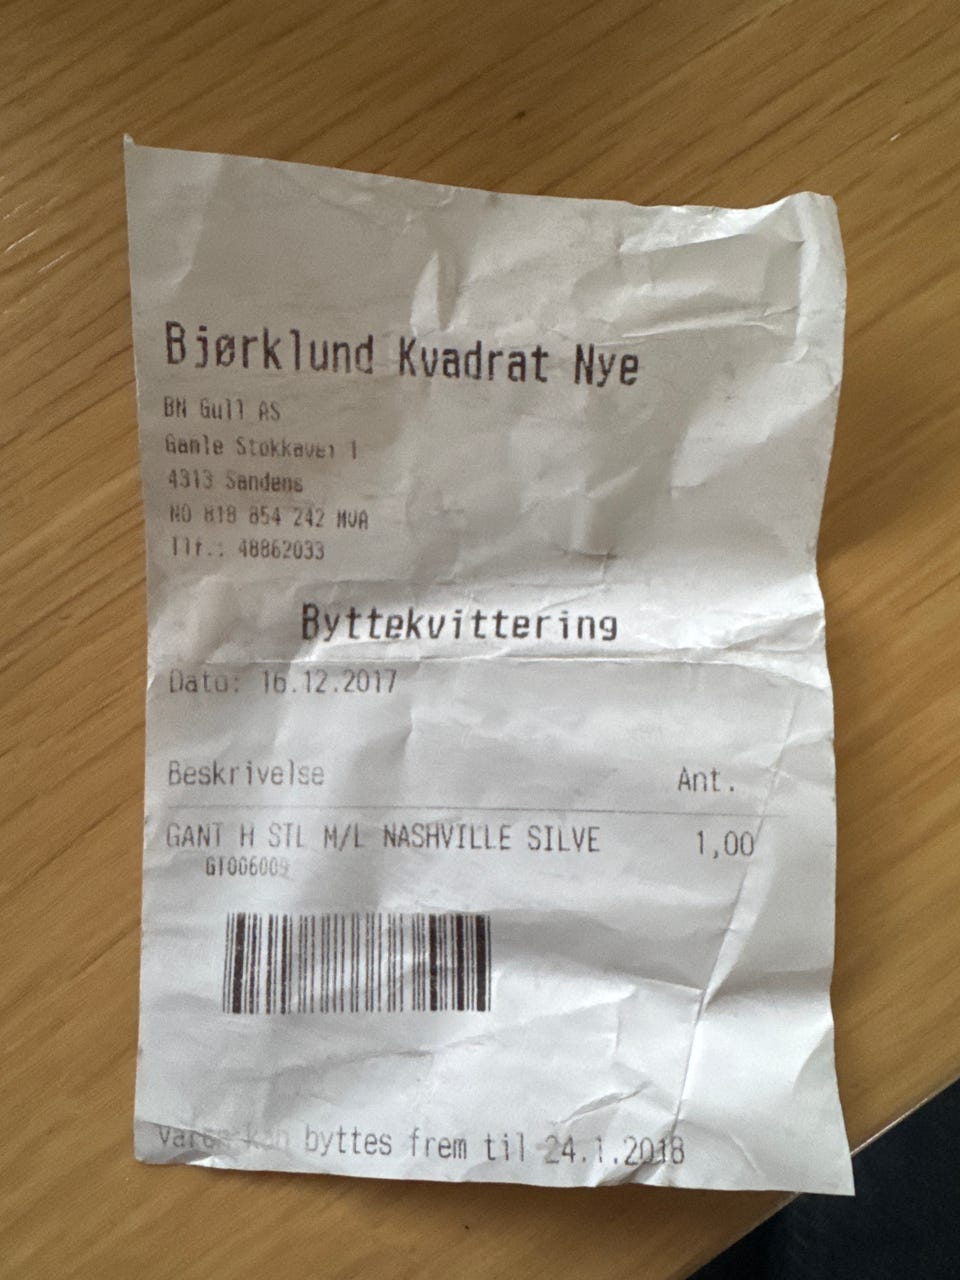 Bjørklund Kvadrat Nye
BN Gull AS
Gamle Stokkavei 1
4313 Sandens
NO 818 854 242 MVA
Tlf.: 48862033
Byttekvittering
Dato: 16.12.2017
Beskrivelse Ant.
GANT H STL M/L NASHVILLE SILVE 1,00
GT006009
Varen kan byttes frem til 24.1.2018